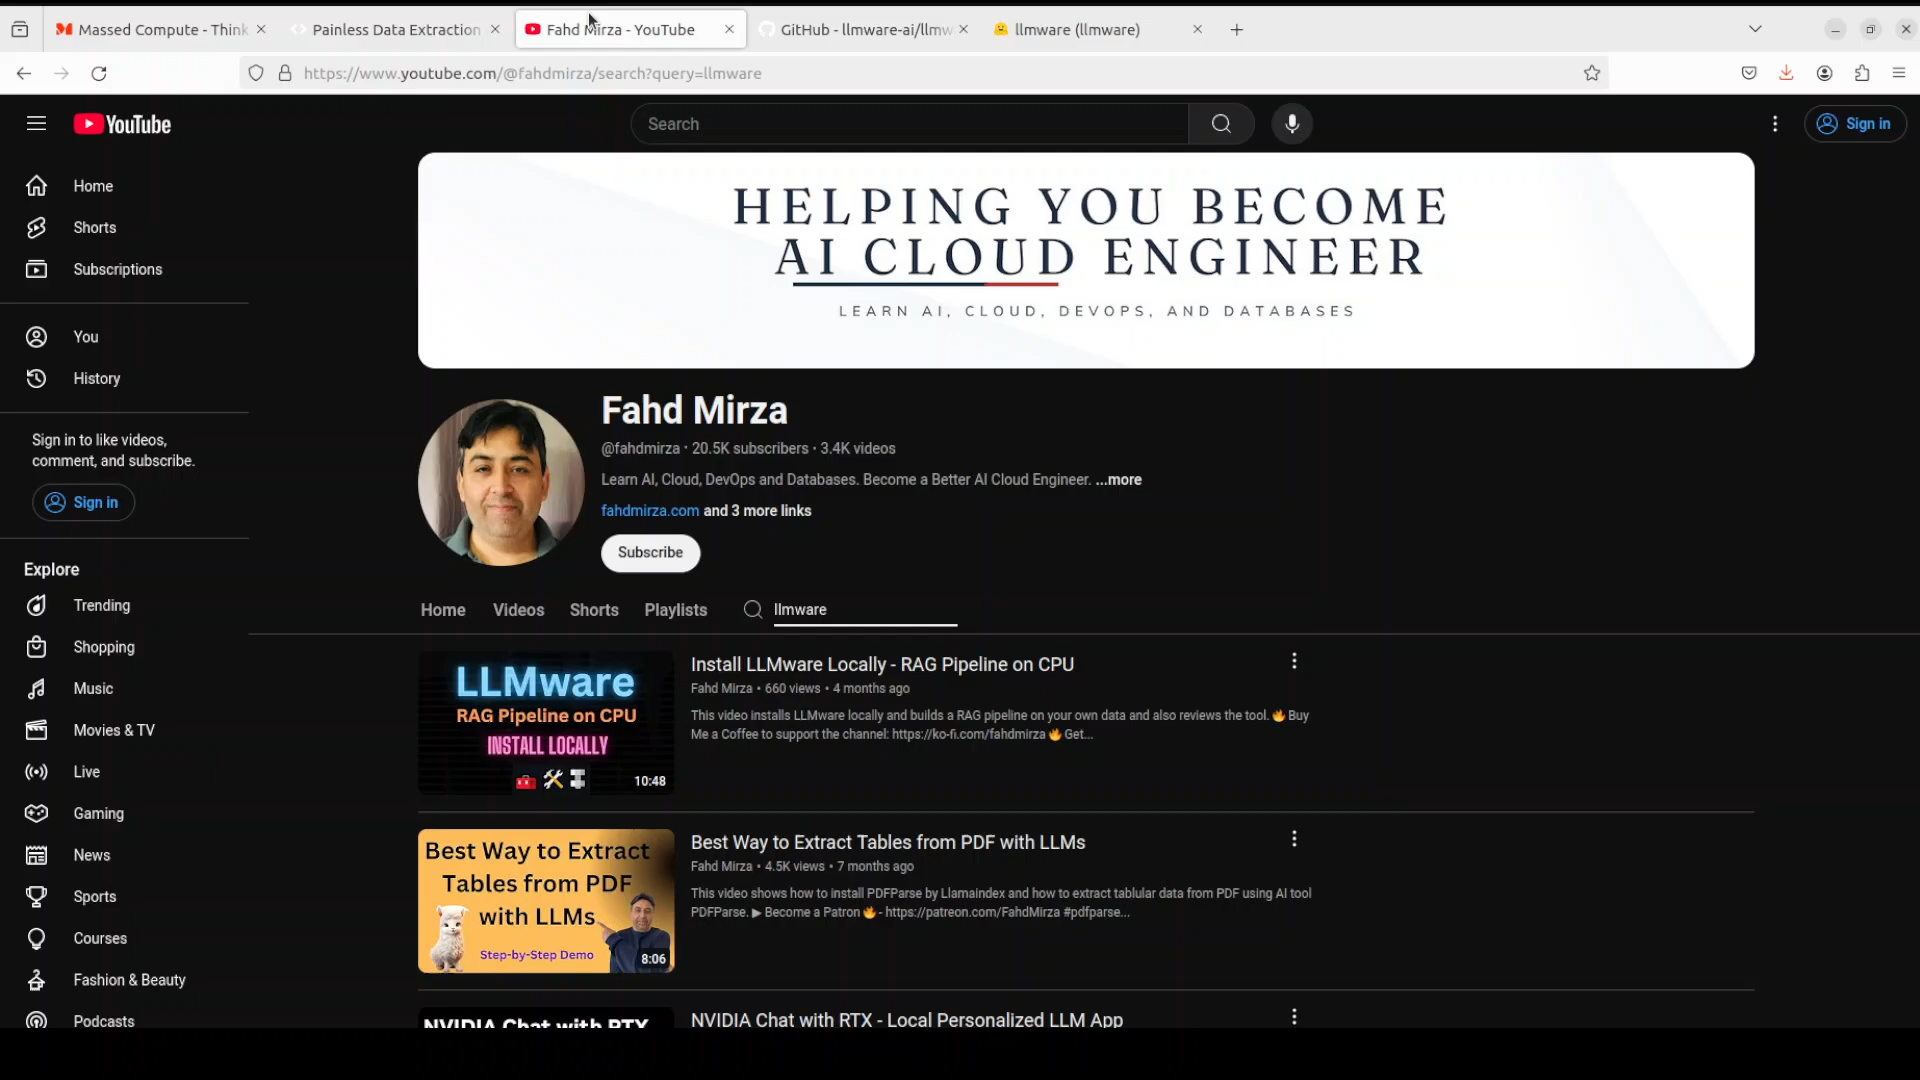 Massed Compute - Think
Painless Data Extraction
Fahd Mirza - YouTube
GitHub - llmware-ai/llmw
llmware (llmware)
https://www.youtube.com/@fahdmirza/search?query=llmware
YouTube
Search
Sign in
Home
Shorts
Subscriptions
You
History
Sign in to like videos,
comment, and subscribe.
Sign in
Explore
Trending
Shopping
Music
Movies & TV
Live
Gaming
News
Sports
Courses
Fashion & Beauty
Podcasts
HELPING YOU BECOME
AI CLOUD ENGINEER
LEARN AI, CLOUD, DEVOPS, AND DATABASES
Fahd Mirza
@fahdmirza • 20.5K subscribers • 3.4K videos
Learn AI, Cloud, DevOps and Databases. Become a Better AI Cloud Engineer. ...more
fahdmirza.com and 3 more links
Subscribe
Home Videos Shorts Playlists llmware
LLMware
RAG Pipeline on CPU
INSTALL LOCALLY
10:48
Install LLMware Locally - RAG Pipeline on CPU
Fahd Mirza • 660 views • 4 months ago
This video installs LLMware locally and builds a RAG pipeline on your own data and also reviews the tool. 🔥 Buy
Me a Coffee to support the channel: https://ko-fi.com/fahdmirza 🔥 Get...
Best Way to Extract
Tables from PDF
with LLMs
Step-by-Step Demo
8:06
Best Way to Extract Tables from PDF with LLMs
Fahd Mirza • 4.5K views • 7 months ago
This video shows how to install PDFParse by Llamaindex and how to extract tablular data from PDF using AI tool
PDFParse. ▶ Become a Patron 🔥 - https://patreon.com/FahdMirza #pdfparse...
NVIDIA Chat with RTX
NVIDIA Chat with RTX - Local Personalized LLM App